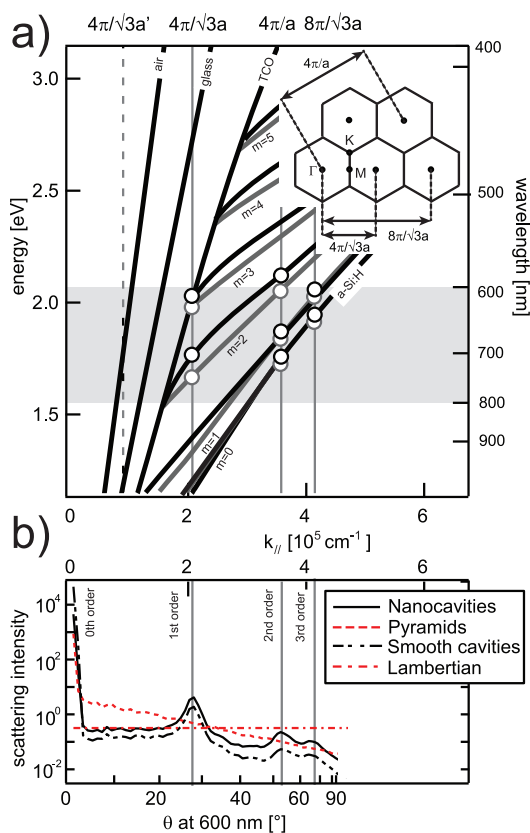 a)
4π/√3a' 4π/√3a 4π/a 8π/√3a
air
glass
TCO
m=5
m=4
m=3
m=2
m=1
m=0
a-Si:H
4π/a
K
Γ
M
4π/√3a
8π/√3a
energy [eV]
3.0
2.5
2.0
1.5
wavelength [nm]
400
500
600
700
800
900
0 2 4 6
k// [10⁵ cm⁻¹]
b)
0 2 4 6
scattering intensity
10⁴
10²
10⁰
10⁻²
0th order
1st order
2nd order
3rd order
Nanocavities
Pyramids
Smooth cavities
Lambertian
0 20 40 60 90
θ at 600 nm [°]